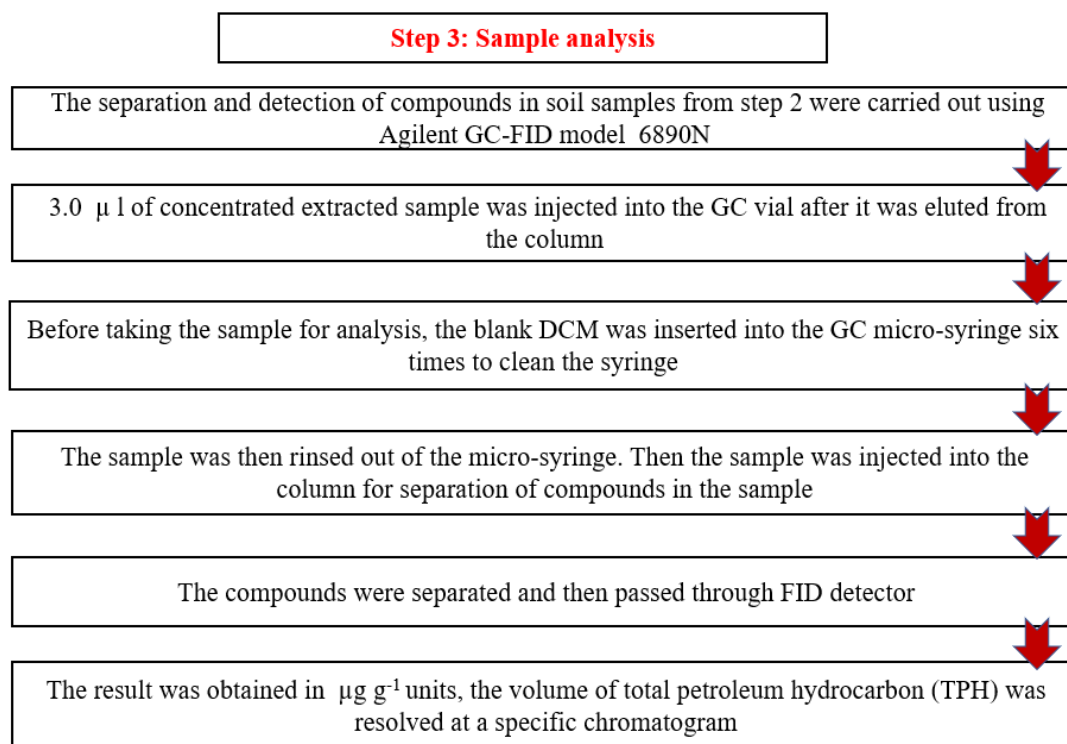 Step 3: Sample analysis
The separation and detection of compounds in soil samples from step 2 were carried out using
Agilent GC-FID model 6890N
3.0 µ l of concentrated extracted sample was injected into the GC vial after it was eluted from
the column
Before taking the sample for analysis, the blank DCM was inserted into the GC micro-syringe six
times to clean the syringe
The sample was then rinsed out of the micro-syringe. Then the sample was injected into the
column for separation of compounds in the sample
The compounds were separated and then passed through FID detector
The result was obtained in µg g⁻¹ units, the volume of total petroleum hydrocarbon (TPH) was
resolved at a specific chromatogram